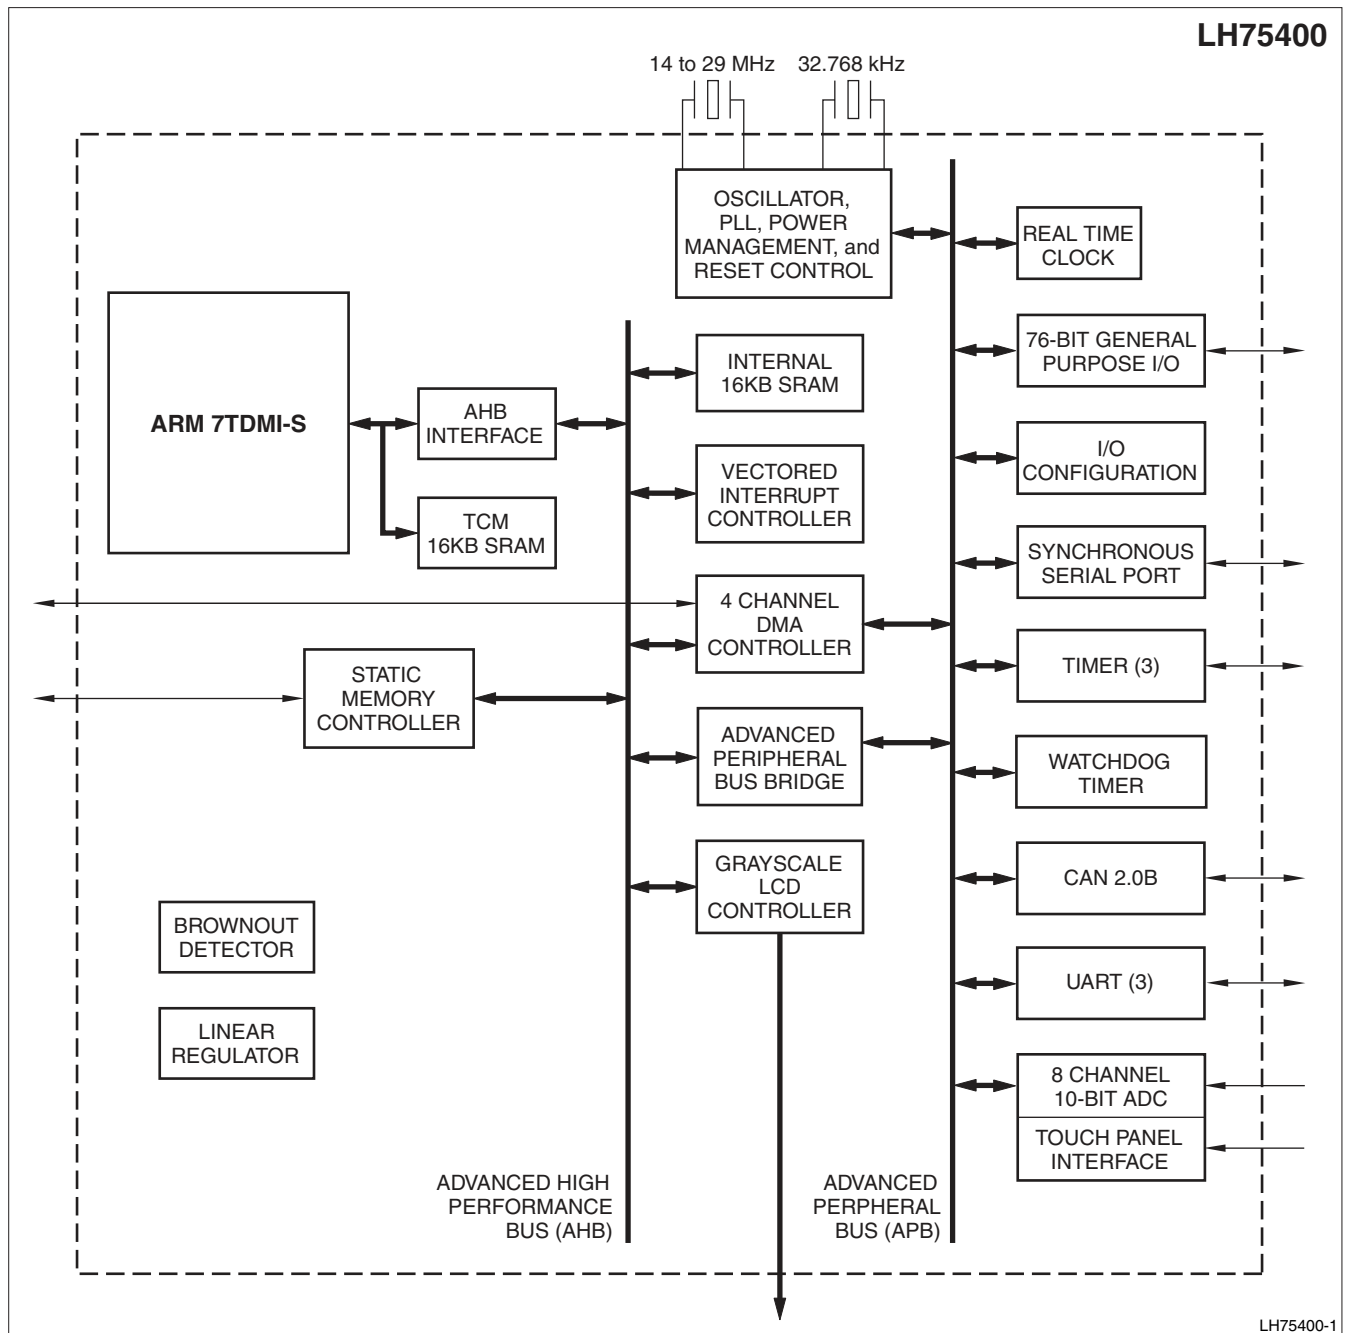 LH75400
14 to 29 MHz
32.768 kHz
OSCILLATOR,
PLL, POWER
MANAGEMENT, and
RESET CONTROL
REAL TIME
CLOCK
ARM 7TDMI-S
AHB
INTERFACE
TCM
16KB SRAM
INTERNAL
16KB SRAM
VECTORED
INTERRUPT
CONTROLLER
4 CHANNEL
DMA
CONTROLLER
STATIC
MEMORY
CONTROLLER
ADVANCED
PERIPHERAL
BUS BRIDGE
GRAYSCALE
LCD
CONTROLLER
76-BIT GENERAL
PURPOSE I/O
I/O
CONFIGURATION
SYNCHRONOUS
SERIAL PORT
TIMER (3)
WATCHDOG
TIMER
CAN 2.0B
UART (3)
8 CHANNEL
10-BIT ADC
TOUCH PANEL
INTERFACE
BROWNOUT
DETECTOR
LINEAR
REGULATOR
ADVANCED HIGH
PERFORMANCE
BUS (AHB)
ADVANCED
PERPHERAL
BUS (APB)
LH75400-1